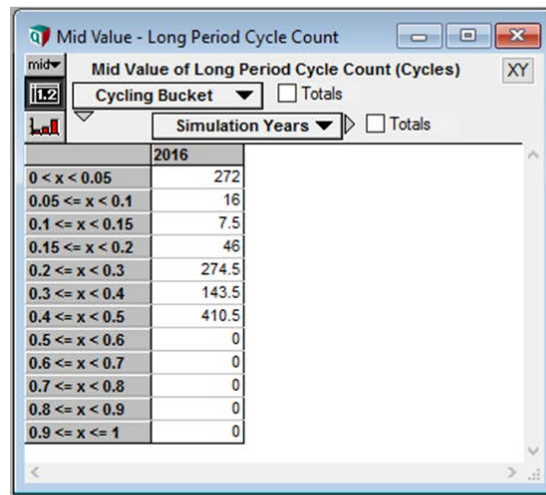 Mid Value - Long Period Cycle Count
mid
Mid Value of Long Period Cycle Count (Cycles)
XY
1.2
Cycling Bucket
Totals
Simulation Years
Totals
2016
0 < x < 0.05 272
0.05 <= x < 0.1 16
0.1 <= x < 0.15 7.5
0.15 <= x < 0.2 46
0.2 <= x < 0.3 274.5
0.3 <= x < 0.4 143.5
0.4 <= x < 0.5 410.5
0.5 <= x < 0.6 0
0.6 <= x < 0.7 0
0.7 <= x < 0.8 0
0.8 <= x < 0.9 0
0.9 <= x <= 1 0